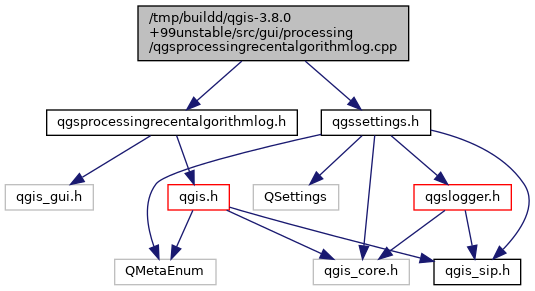 /tmp/buildd/qgis-3.8.0
+99unstable/src/gui/processing
/qgsprocessingrecentalgorithmlog.cpp
qgsprocessingrecentalgorithmlog.h
qgssettings.h
qgis_gui.h
qgis.h
QSettings
qgslogger.h
QMetaEnum
qgis_core.h
qgis_sip.h